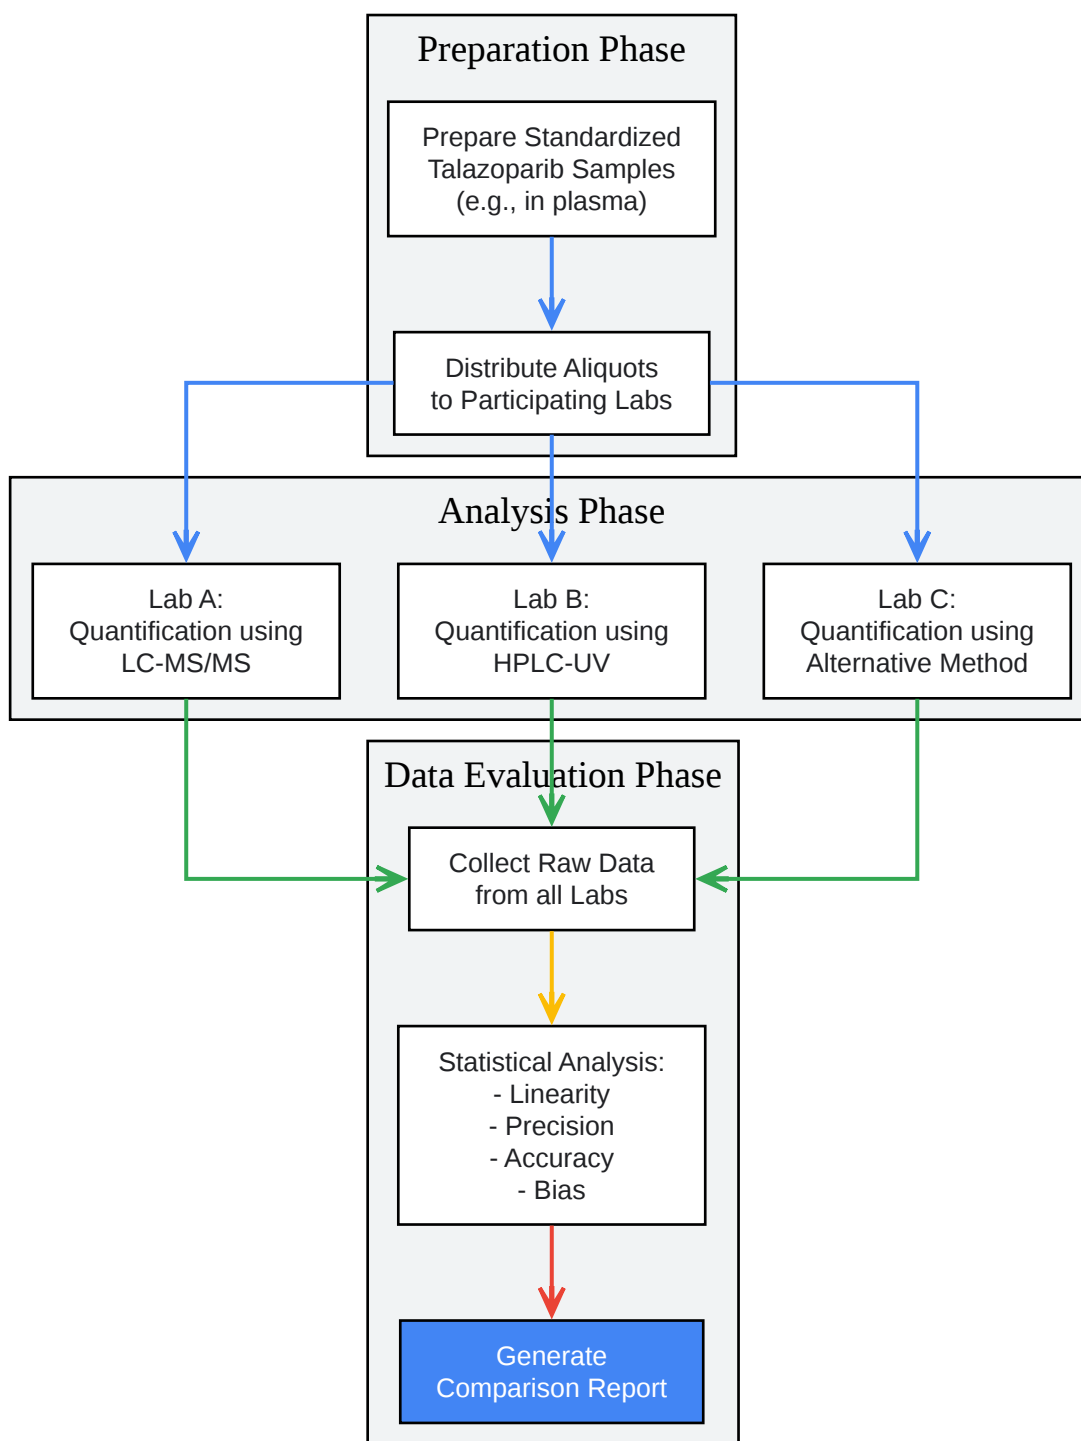 Preparation Phase
Prepare Standardized
Talazoparib Samples
(e.g., in plasma)
Distribute Aliquots
to Participating Labs
Analysis Phase
Lab A:
Quantification using
LC-MS/MS
Lab B:
Quantification using
HPLC-UV
Lab C:
Quantification using
Alternative Method
Data Evaluation Phase
Collect Raw Data
from all Labs
Statistical Analysis:
- Linearity
- Precision
- Accuracy
- Bias
Generate
Comparison Report